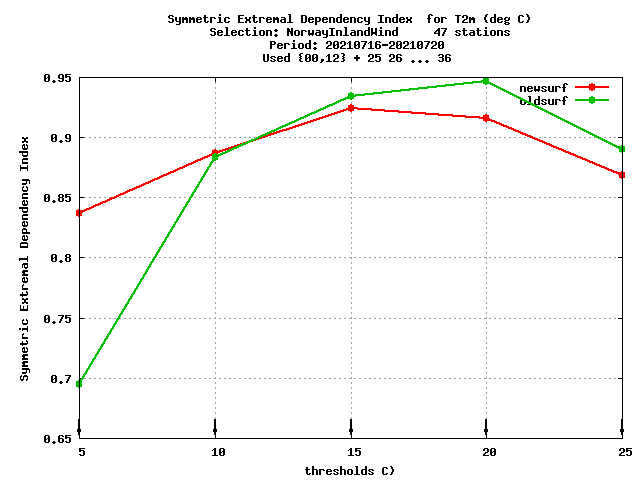 Symmetric Extremal Dependency Index  for T2m (deg C)
Selection: NorwayInlandWind     47 stations
Period: 20210716-20210720
Used {00,12} + 25 26 ... 36
newsurf
oldsurf
Symmetric Extremal Dependency Index
0.95
0.9
0.85
0.8
0.75
0.7
0.65
5 10 15 20 25
thresholds C)